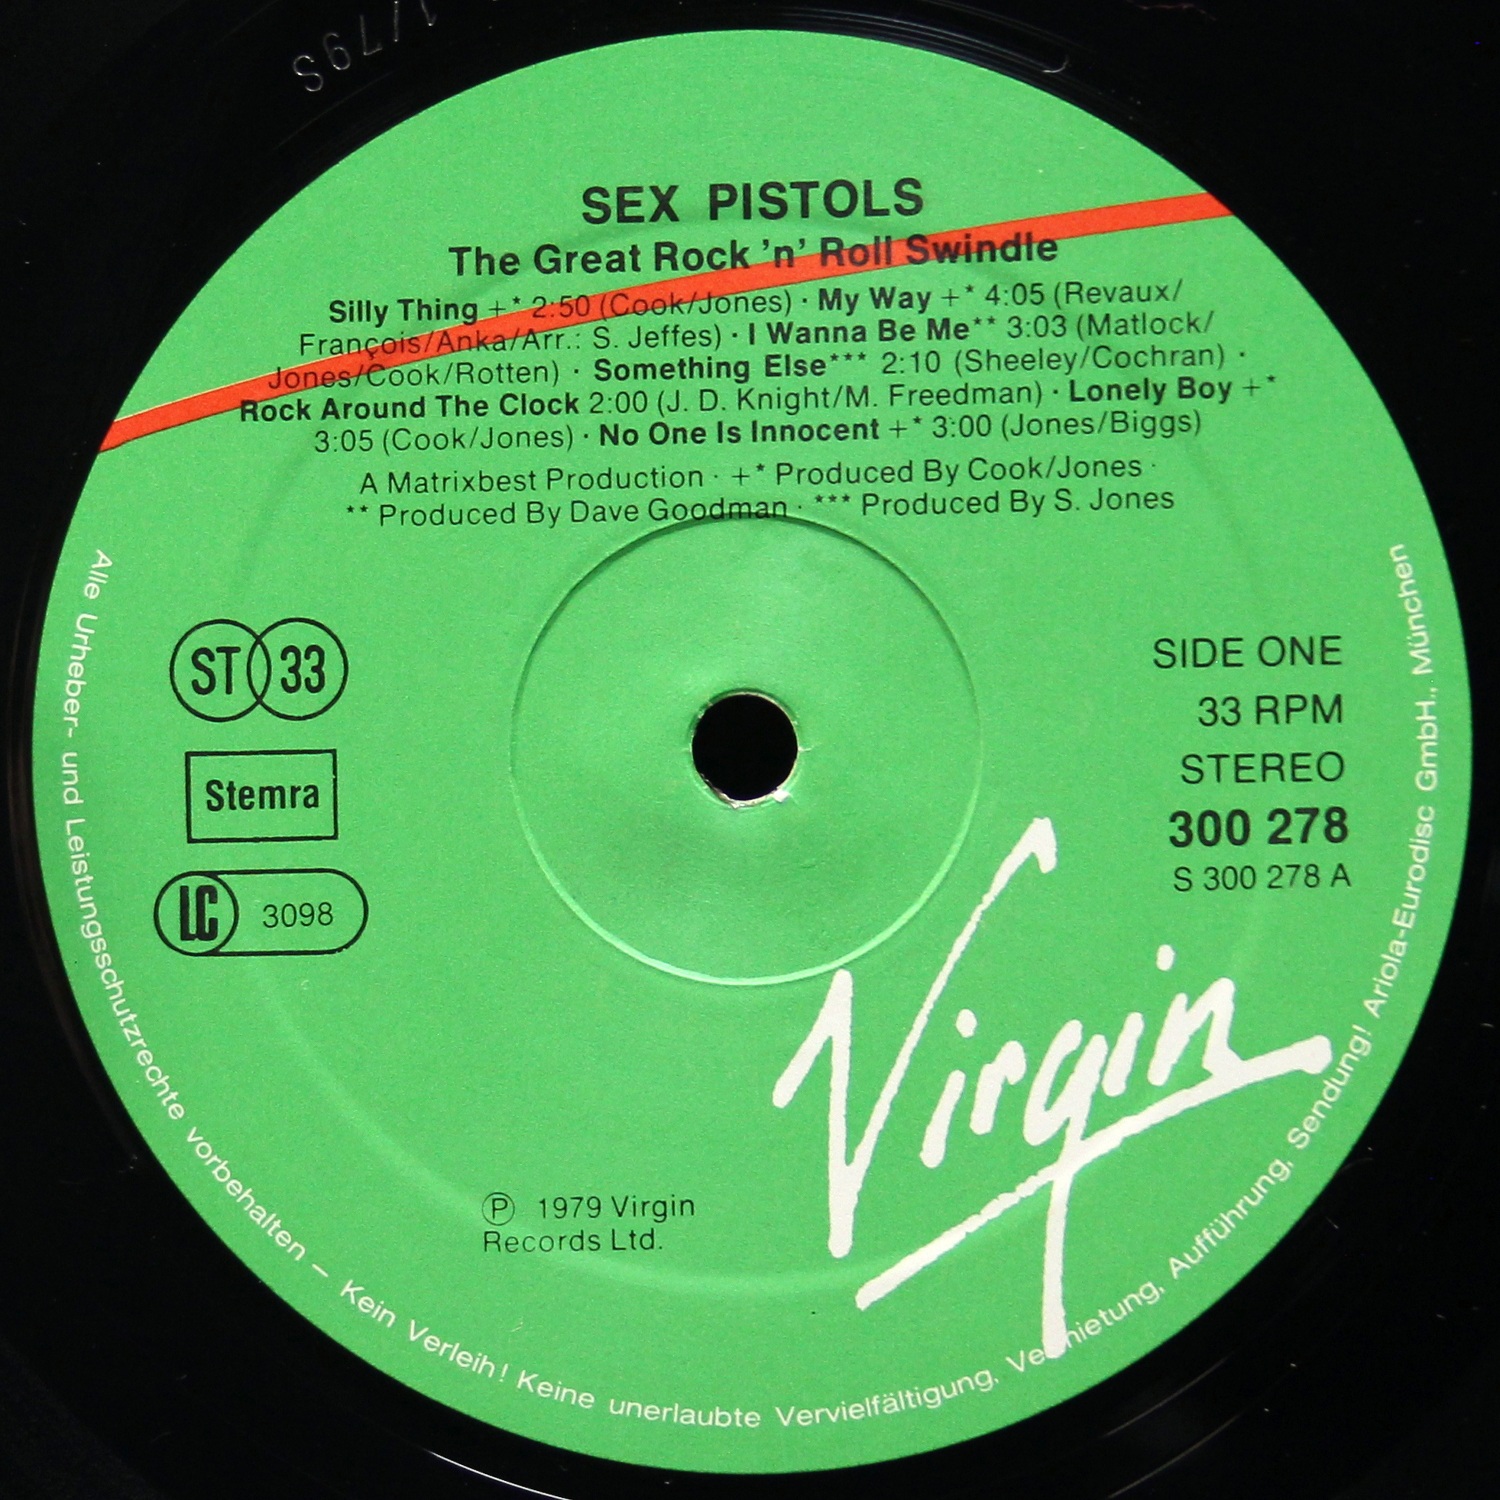 1/79S
SEX PISTOLS
The Great Rock 'n' Roll Swindle
Silly Thing +* 2:50 (Cook/Jones) · My Way +* 4:05 (Revaux/
François/Anka/Arr.: S. Jeffes) · I Wanna Be Me** 3:03 (Matlock/
Jones/Cook/Rotten) · Something Else*** 2:10 (Sheeley/Cochran) ·
Rock Around The Clock 2:00 (J. D. Knight/M. Freedman) · Lonely Boy +*
3:05 (Cook/Jones) · No One Is Innocent +* 3:00 (Jones/Biggs)
A Matrixbest Production · +* Produced By Cook/Jones ·
** Produced By Dave Goodman · *** Produced By S. Jones
ST 33
Stemra
LC 3098
SIDE ONE
33 RPM
STEREO
300 278
S 300 278 A
Virgin
Ⓟ 1979 Virgin
Records Ltd.
Alle Urheber- und Leistungsschutzrechte vorbehalten – Kein Verleih! Keine unerlaubte Vervielfältigung, Vermietung, Aufführung, Sendung! Ariola-Eurodisc GmbH., München